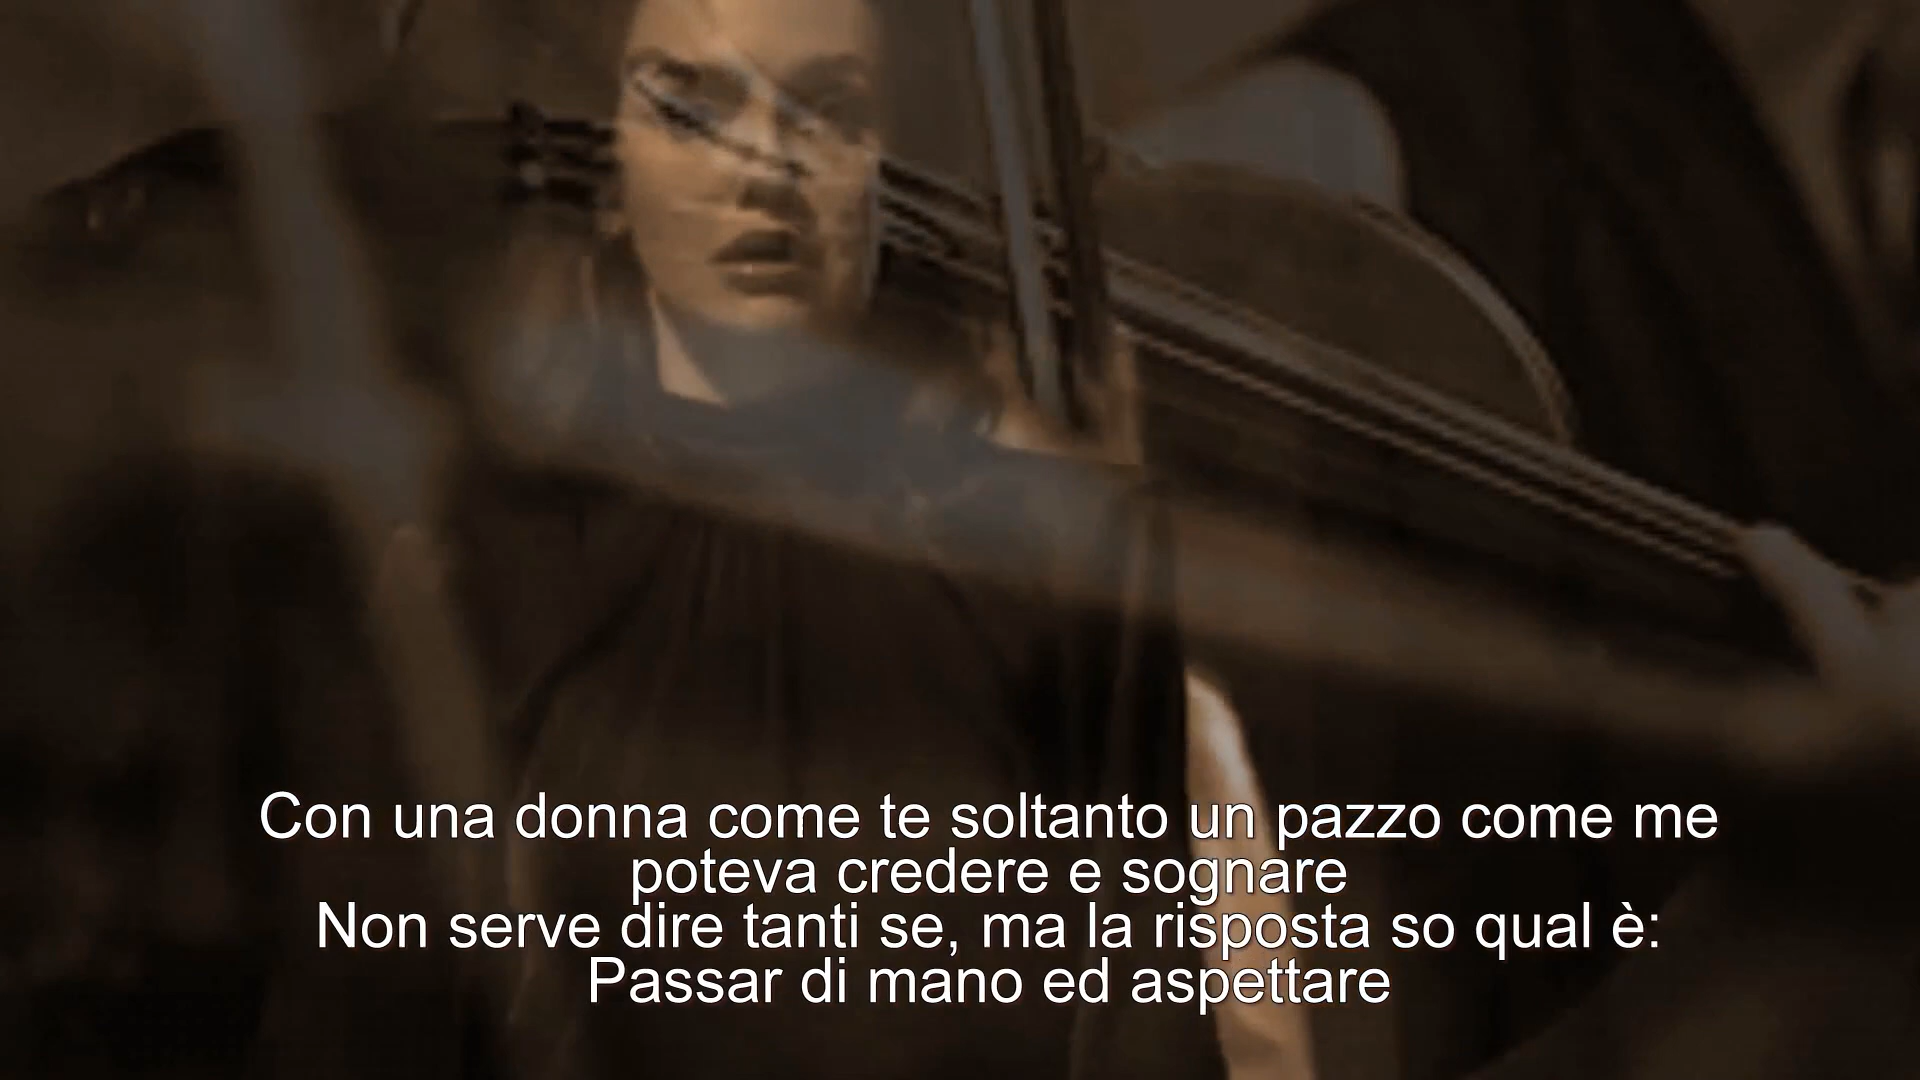 Con una donna come te soltanto un pazzo come me
poteva credere e sognare
Non serve dire tanti se, ma la risposta so qual è:
Passar di mano ed aspettare